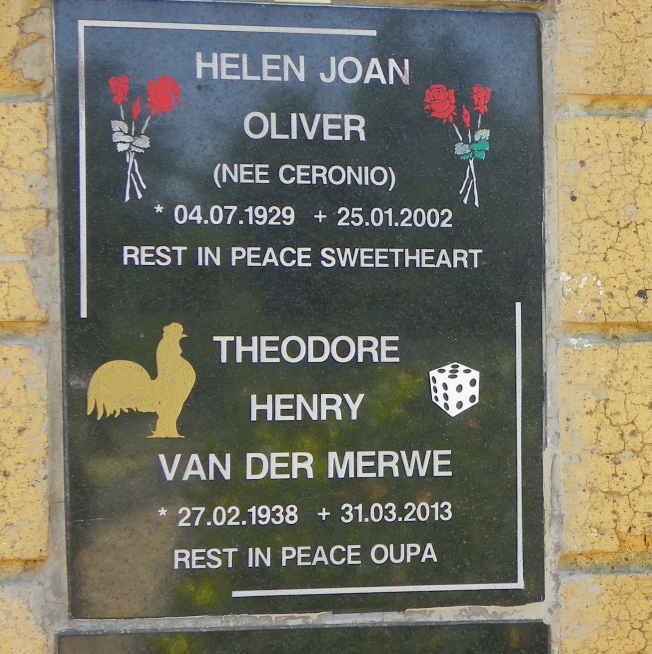 HELEN JOAN
OLIVER
(NEE CERONIO)
* 04.07.1929 + 25.01.2002
REST IN PEACE SWEETHEART
THEODORE
HENRY
VAN DER MERWE
* 27.02.1938 + 31.03.2013
REST IN PEACE OUPA